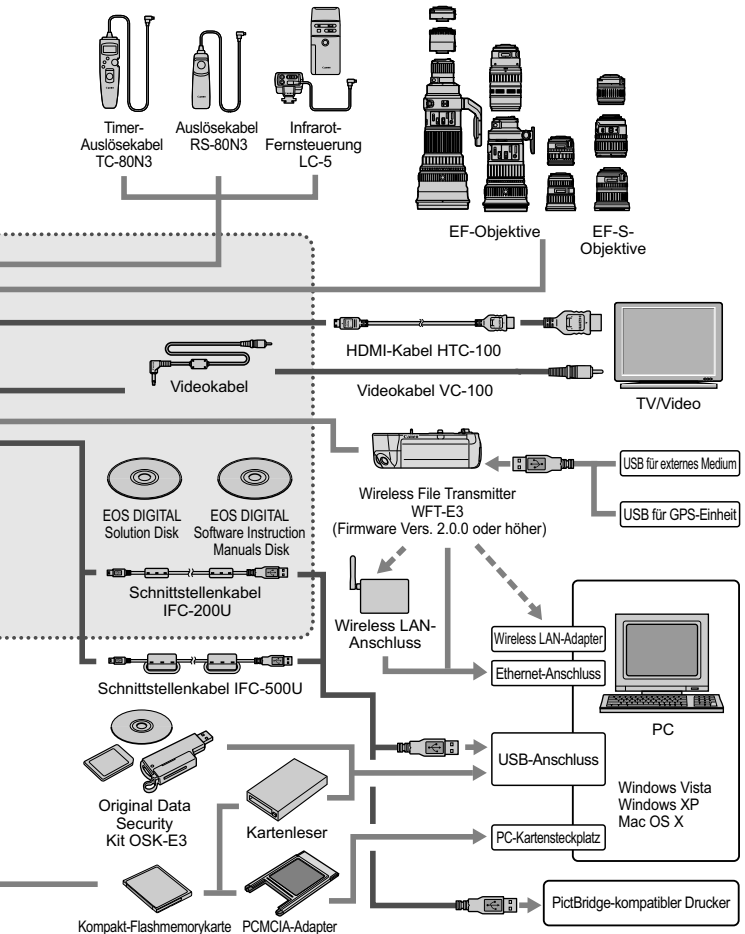 Timer-
Auslösekabel
TC-80N3
Auslösekabel
RS-80N3
Infrarot-
Fernsteuerung
LC-5
EF-Objektive
EF-S-
Objektive
HDMI-Kabel HTC-100
Videokabel
Videokabel VC-100
TV/Video
EOS DIGITAL
Solution Disk
EOS DIGITAL
Software Instruction
Manuals Disk
Wireless File Transmitter
WFT-E3
(Firmware Vers. 2.0.0 oder höher)
USB für externes Medium
USB für GPS-Einheit
Schnittstellenkabel
IFC-200U
Wireless LAN-
Anschluss
Wireless LAN-Adapter
Ethernet-Anschluss
Schnittstellenkabel IFC-500U
PC
USB-Anschluss
Windows Vista
Windows XP
Mac OS X
Original Data
Security
Kit OSK-E3
Kartenleser
PC-Kartensteckplatz
Kompakt-Flashmemorykarte
PCMCIA-Adapter
PictBridge-kompatibler Drucker